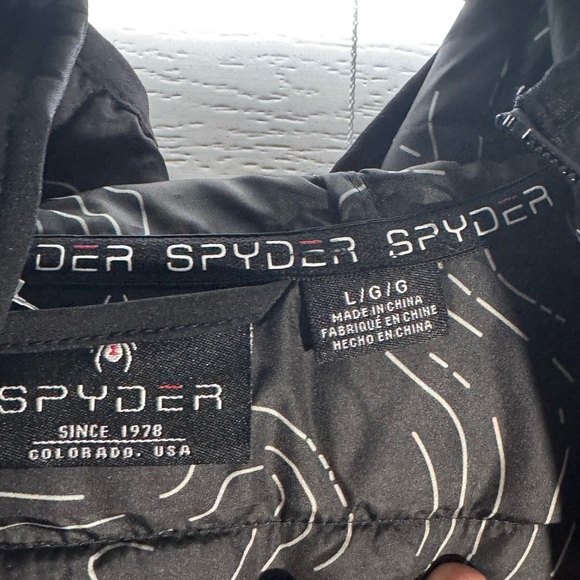 DER SPYDER SPYDER
L/G/G
MADE IN CHINA
FABRIQUÉ EN CHINE
HECHO EN CHINA
SPYDER
SINCE 1978
COLORADO. USA